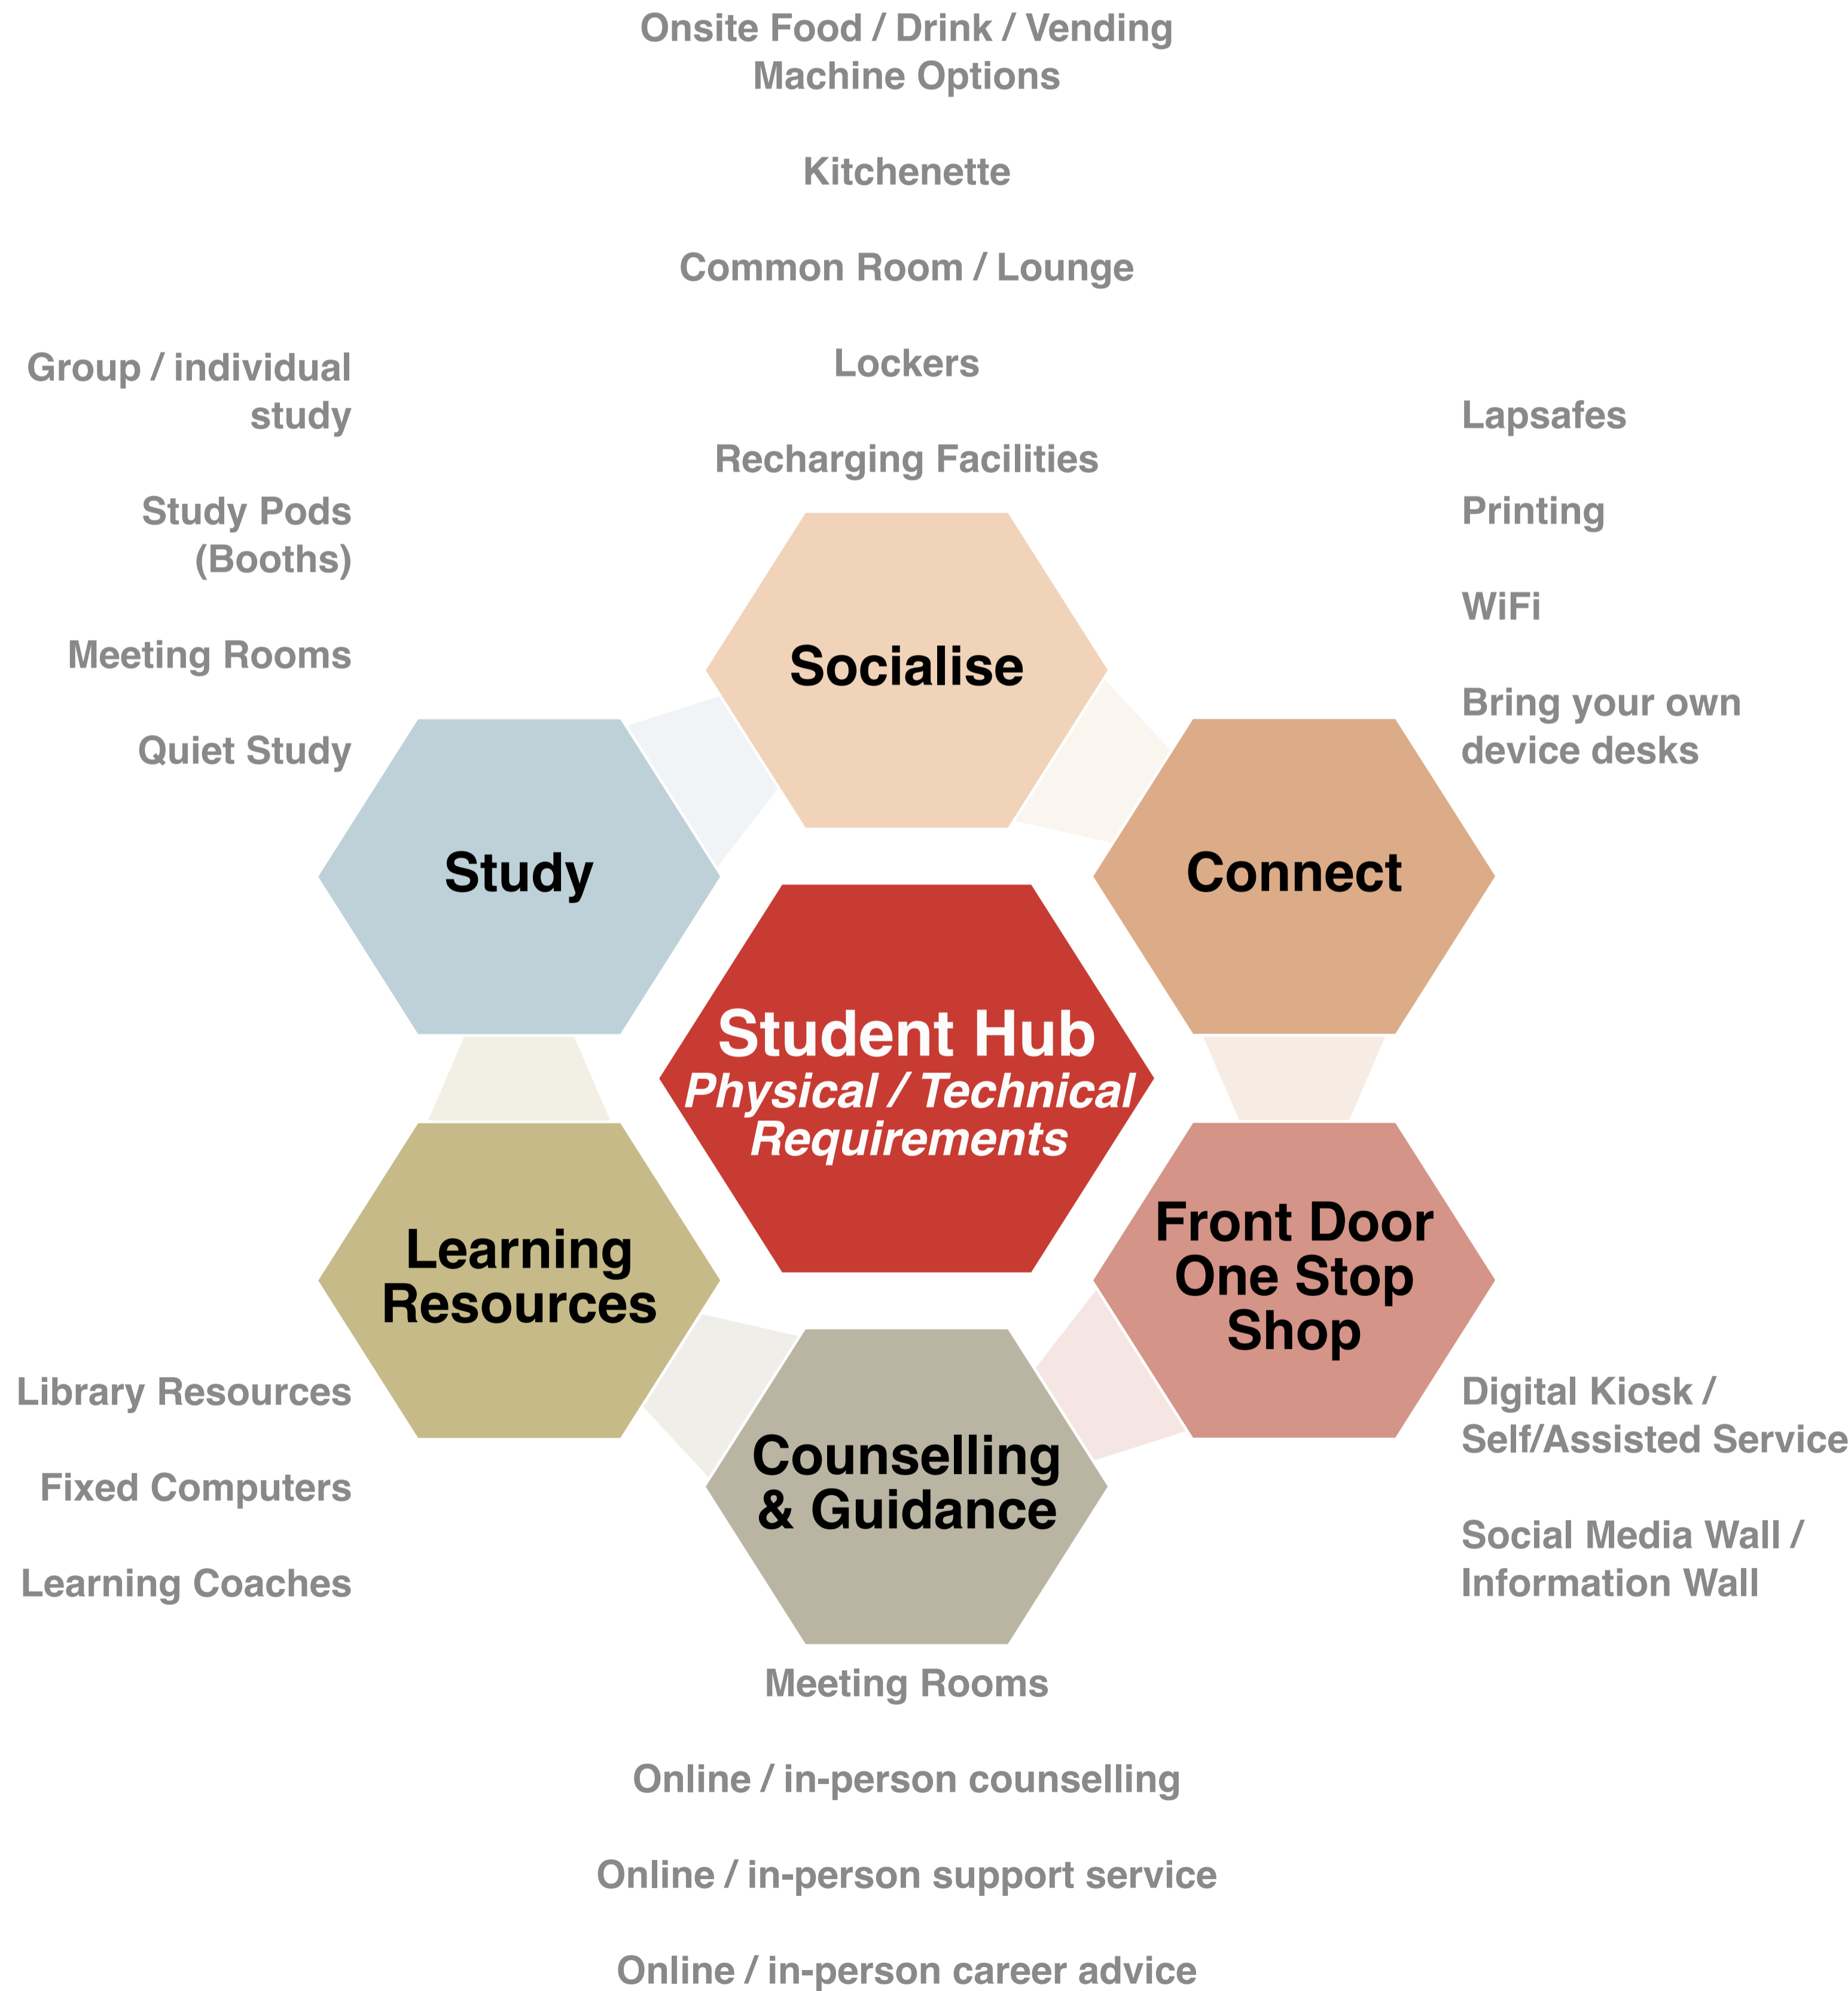 Onsite Food / Drink / Vending
Machine Options
Kitchenette
Common Room / Lounge
Lockers
Recharging Facilities
Group / individual
study
Study Pods
(Booths)
Meeting Rooms
Quiet Study
Lapsafes
Printing
WiFi
Bring your own
device desks
Socialise
Study
Connect
Student Hub
Physical / Technical
Requirements
Learning
Resources
Front Door
One Stop
Shop
Counselling
& Guidance
Library Resources
Fixed Computers
Learning Coaches
Digital Kiosk /
Self/Assisted Service
Social Media Wall /
Information Wall
Meeting Rooms
Online / in-person counselling
Online / in-person support service
Online / in-person career advice